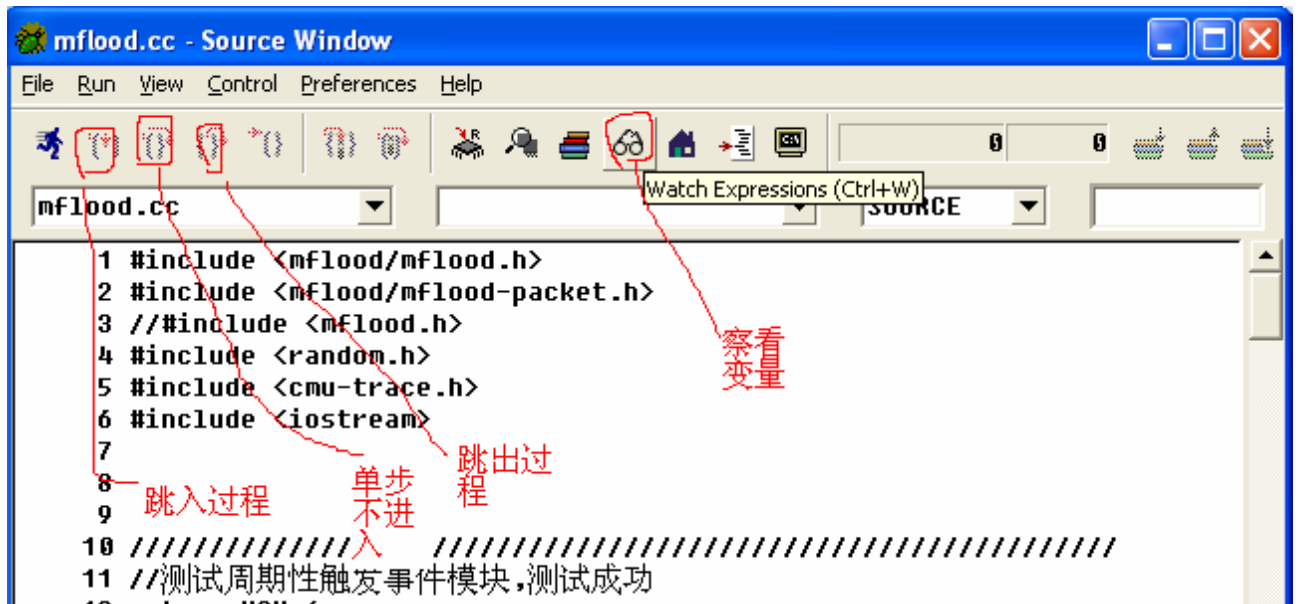 mflood.cc - Source Window
File Run View Control Preferences Help
0 0
Watch Expressions (Ctrl+W)
mflood.cc SOURCE
1 #include <mflood/mflood.h>
2 #include <mflood/mflood-packet.h>
3 //#include <mflood.h>
4 #include <random.h>
5 #include <cmu-trace.h>
6 #include <iostream>
7
8
9
10 ////////////// ///////////////////////////////////////////
11 //测试周期性触发事件模块,测试成功
察看
变量
跳出过
程
单步
不进
入
跳入过程